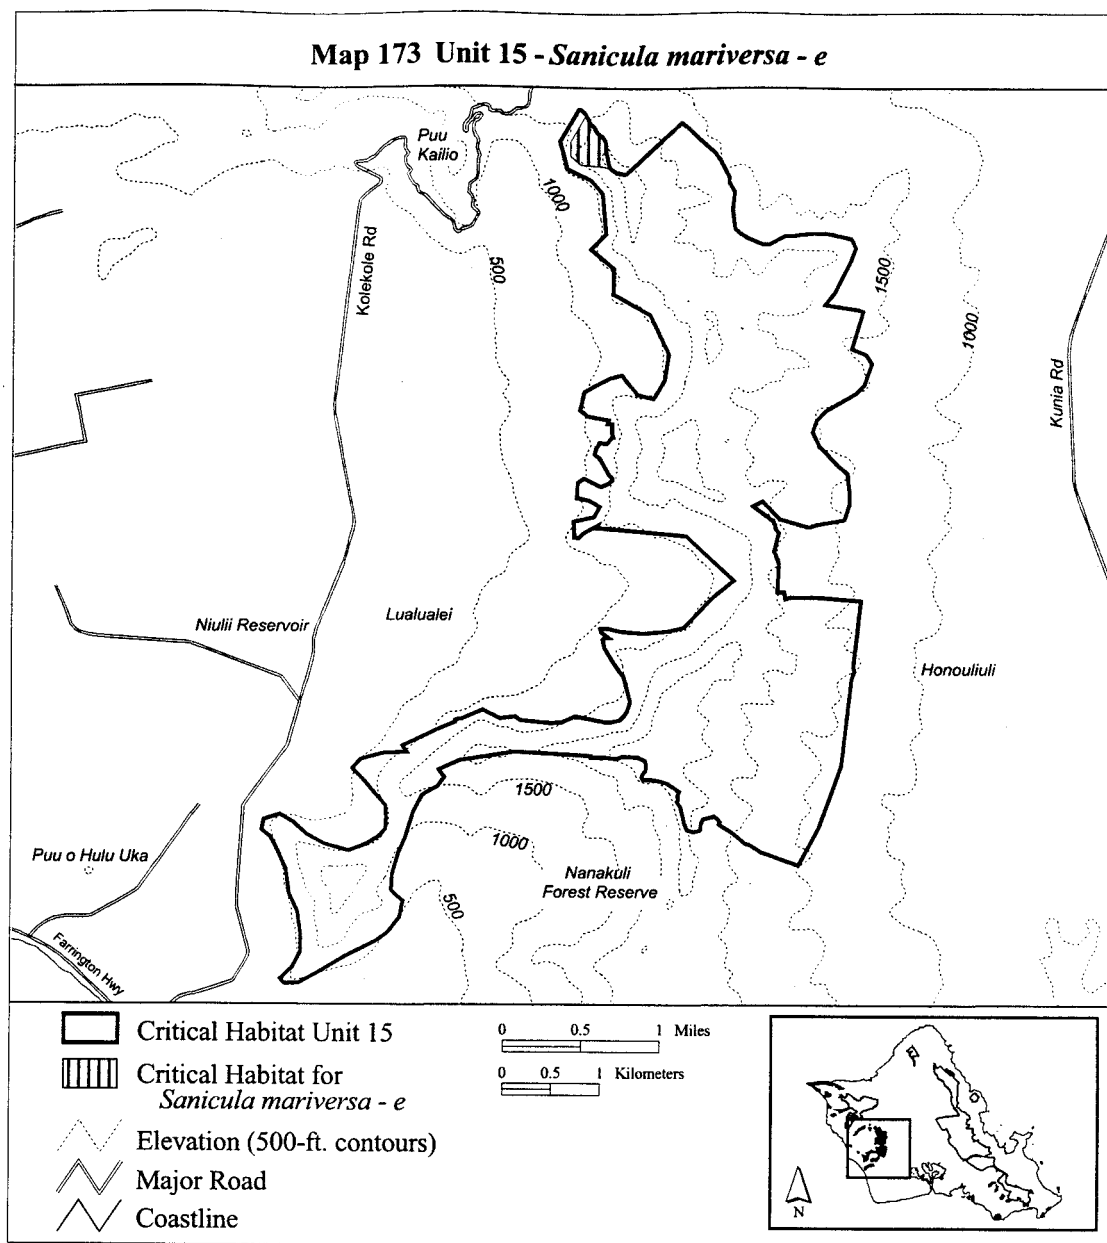 Map 173 Unit 15 - Sanicula mariversa - e
Puu
Kailio
1000
500
Kolekole Rd
1500
1000
Kunia Rd
Niulii Reservoir
Lualualei
Honouliuli
1500
1000
500
Puu o Hulu Uka
Nanakuli
Forest Reserve
Farrington Hwy
Critical Habitat Unit 15
Critical Habitat for
Sanicula mariversa - e
Elevation (500-ft. contours)
Major Road
Coastline
0 0.5 1 Miles
0 0.5 1 Kilometers
N